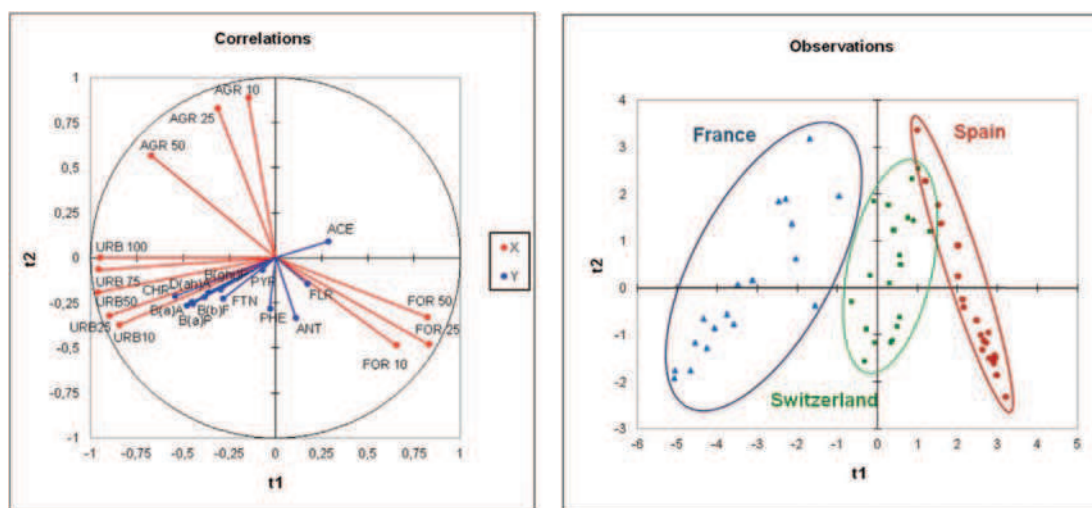 Correlations
1
AGR 10
0,75
AGR 25
AGR 50
0,5
0,25
ACE
t2
0
URB 100
B(ghi)P
D(ah)A
PYR
URB 75
CHR
FLR
-0,25
URB50
B(a)A
B(b)F
FTN
FOR 50
URB25
B(a)P
PHE
ANT
FOR 25
URB10
-0,5
FOR 10
-0,75
-1
-1 -0,75 -0,5 -0,25 0 0,25 0,5 0,75 1
t1
X
Y
Observations
4
France
Spain
3
2
1
t2
0
-1
-2
Switzerland
-3
-6 -5 -4 -3 -2 -1 0 1 2 3 4 5
t1